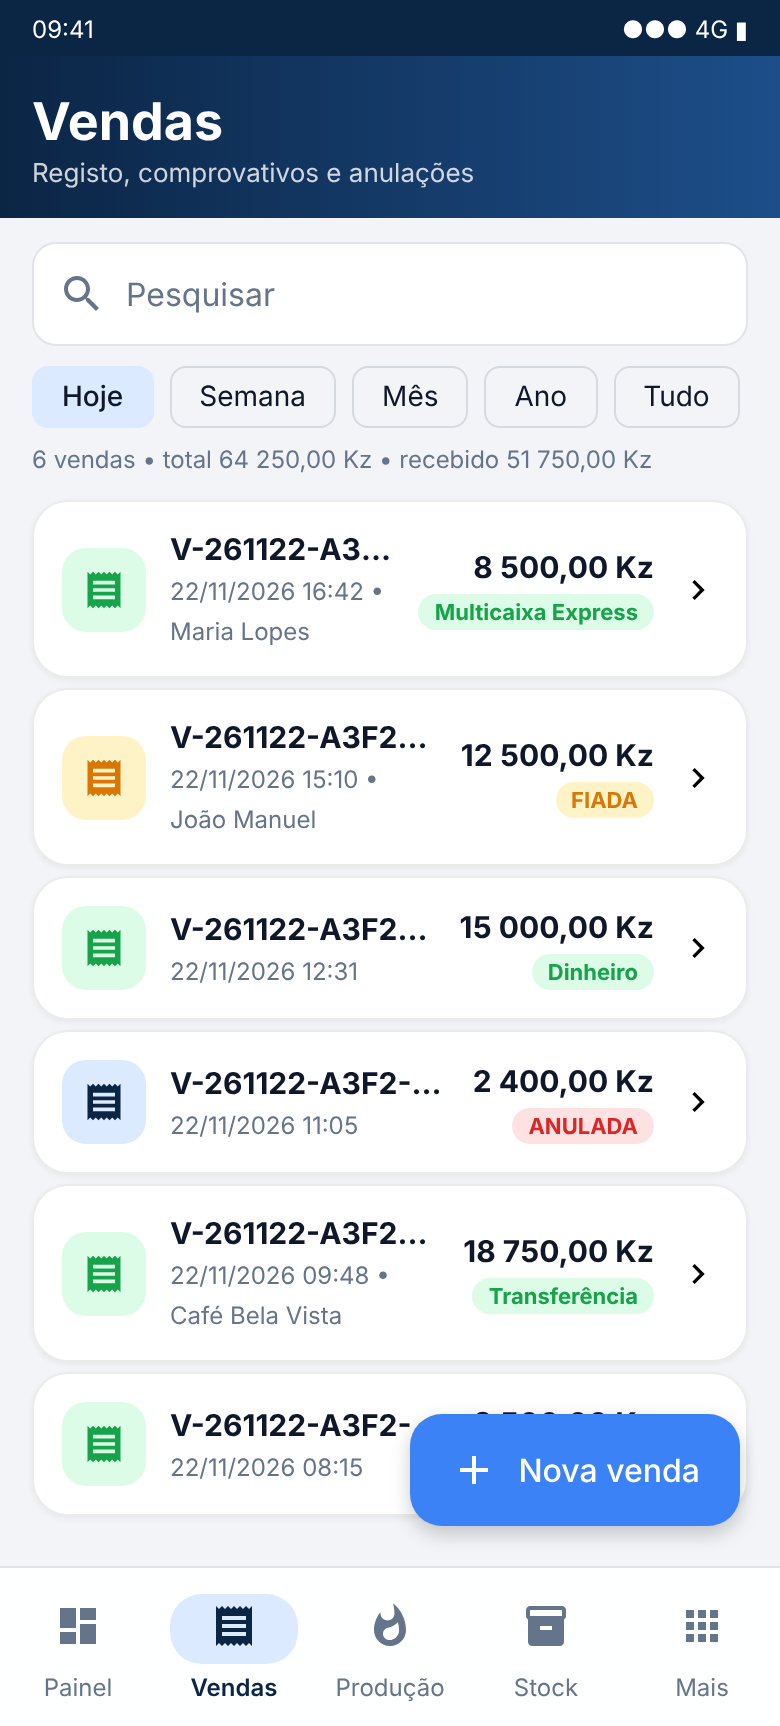 09:41
4G
Vendas
Registo, comprovativos e anulações
Pesquisar
Hoje Semana Mês Ano Tudo
6 vendas • total 64 250,00 Kz • recebido 51 750,00 Kz
V-261122-A3...
22/11/2026 16:42 •
Maria Lopes
8 500,00 Kz
Multicaixa Express
V-261122-A3F2...
22/11/2026 15:10 •
João Manuel
12 500,00 Kz
FIADA
V-261122-A3F2...
22/11/2026 12:31
15 000,00 Kz
Dinheiro
V-261122-A3F2-...
22/11/2026 11:05
2 400,00 Kz
ANULADA
V-261122-A3F2...
22/11/2026 09:48 •
Café Bela Vista
18 750,00 Kz
Transferência
V-261122-A3F2-
22/11/2026 08:15
Nova venda
Painel Vendas Produção Stock Mais